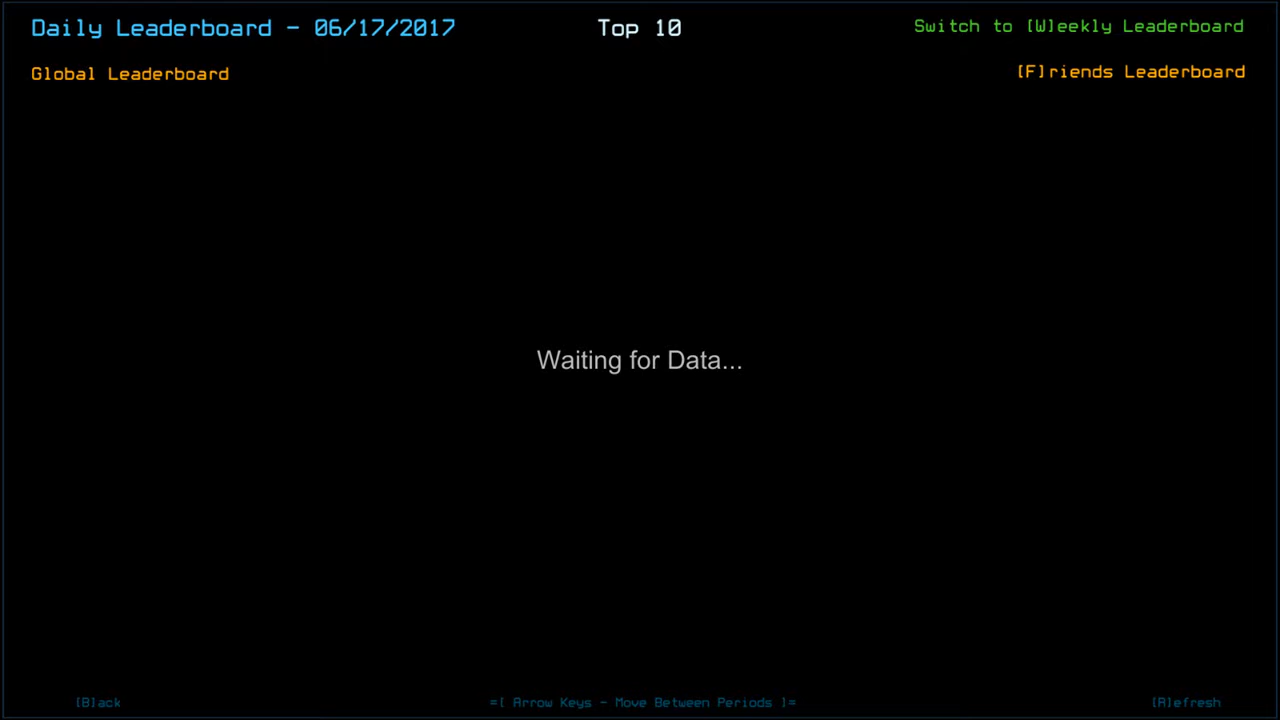 Daily Leaderboard - 06/17/2017
Top 10
Switch to [W]eekly Leaderboard
Global Leaderboard
[F]riends Leaderboard
Waiting for Data...
[B]ack
=[ Arrow Keys - Move Between Periods ]=
[R]efresh